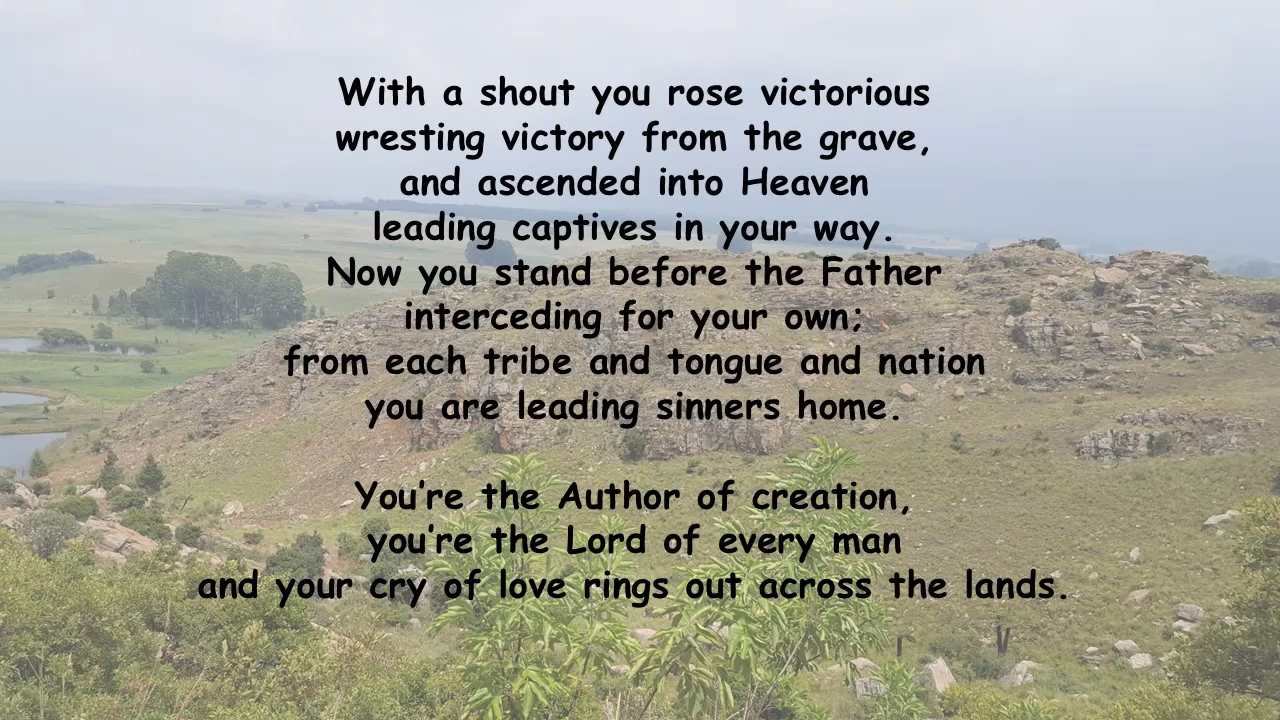 With a shout you rose victorious
wresting victory from the grave,
and ascended into Heaven
leading captives in your way.
Now you stand before the Father
interceding for your own;
from each tribe and tongue and nation
you are leading sinners home.
You're the Author of creation,
you're the Lord of every man
and your cry of love rings out across the lands.